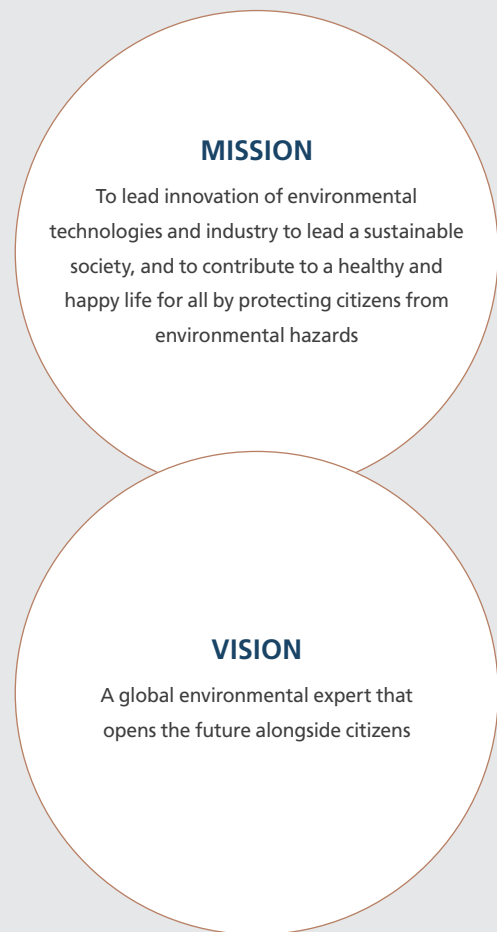 MISSION
To lead innovation of environmental
technologies and industry to lead a sustainable
society, and to contribute to a healthy and
happy life for all by protecting citizens from
environmental hazards
VISION
A global environmental expert that
opens the future alongside citizens